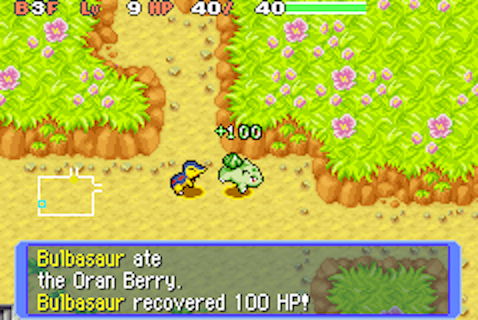 B3F Lv 9 HP 40/ 40
+100
Bulbasaur ate
the Oran Berry.
Bulbasaur recovered 100 HP!